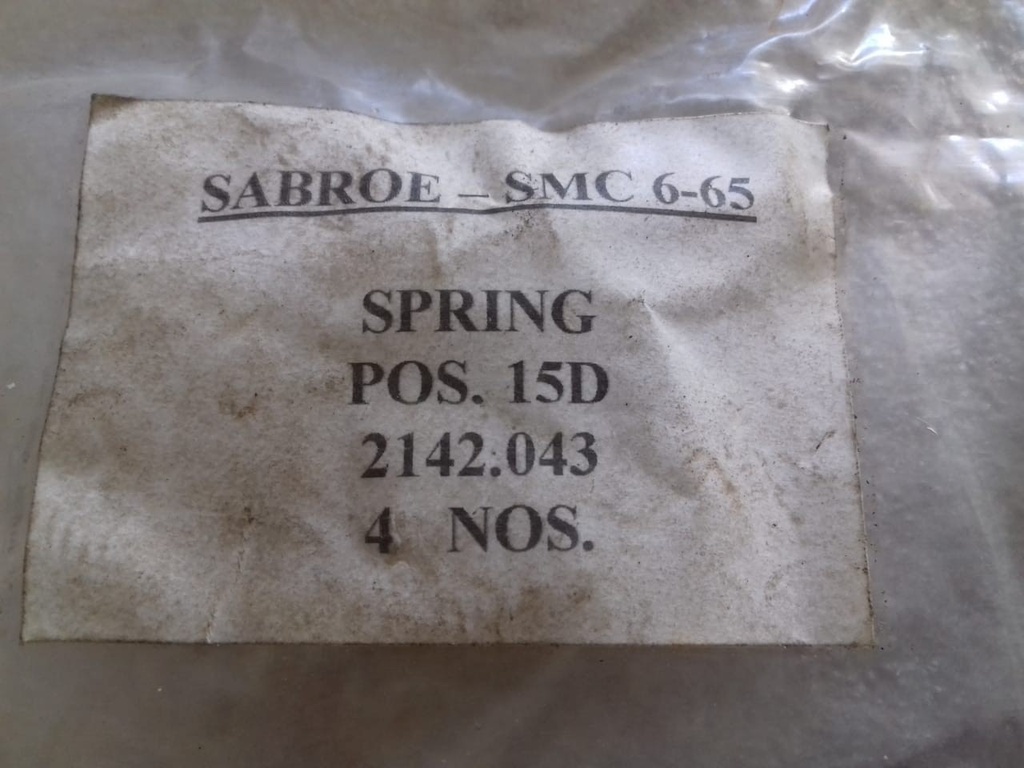 SABROE – SMC 6-65
SPRING
POS. 15D
2142.043
4 NOS.